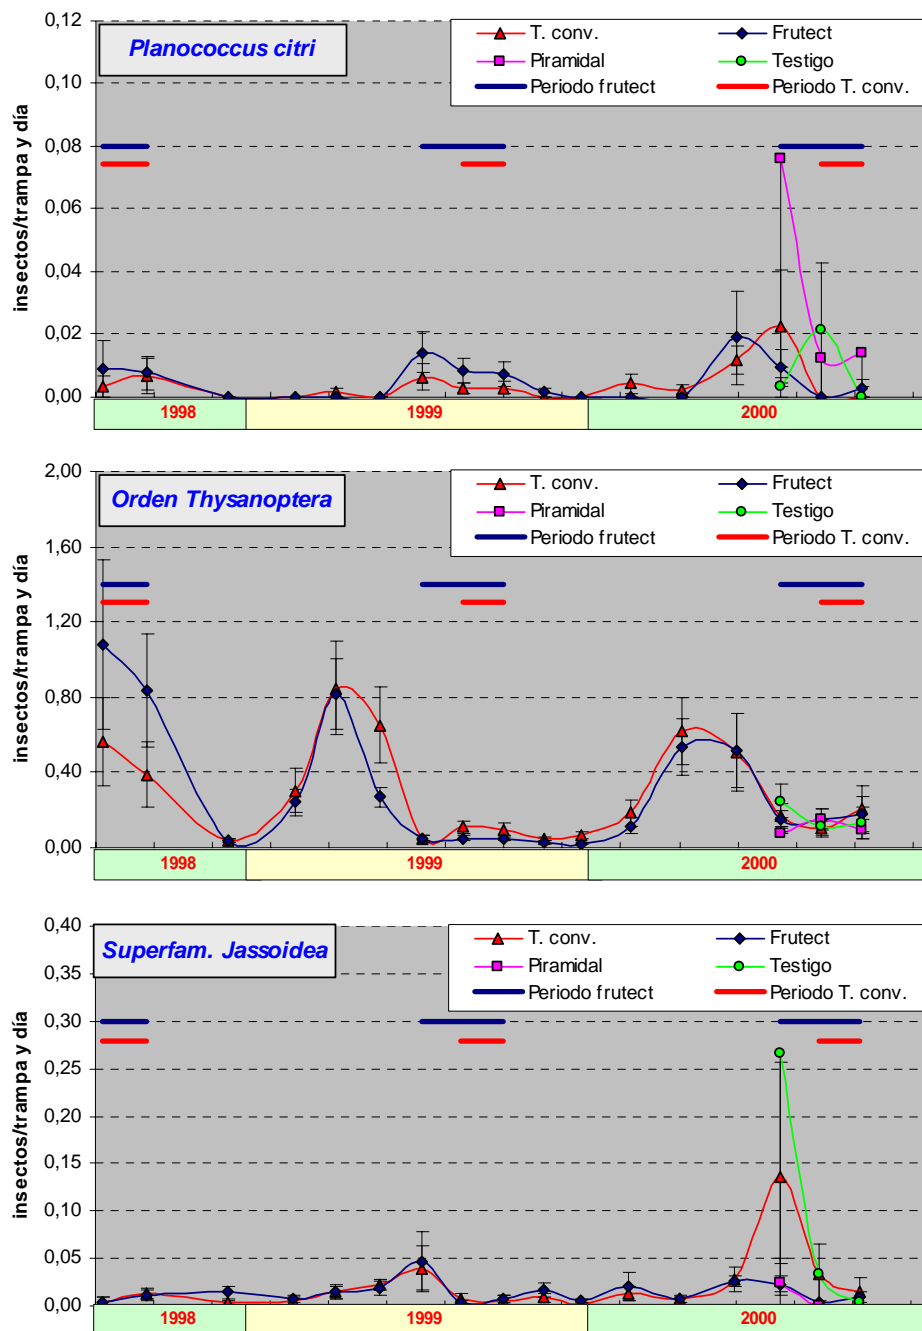 0,12
Planococcus citri
T. conv.
Frutect
Piramidal
Testigo
Periodo frutect
Periodo T. conv.
0,10
0,08
0,06
0,04
0,02
0,00
insectos/trampa y día
1998
1999
2000
2,00
Orden Thysanoptera
T. conv.
Frutect
Piramidal
Testigo
Periodo frutect
Periodo T. conv.
1,60
1,20
0,80
0,40
0,00
insectos/trampa y día
1998
1999
2000
0,40
Superfam. Jassoidea
T. conv.
Frutect
Piramidal
Testigo
Periodo frutect
Periodo T. conv.
0,35
0,30
0,25
0,20
0,15
0,10
0,05
0,00
insectos/trampa y día
1998
1999
2000